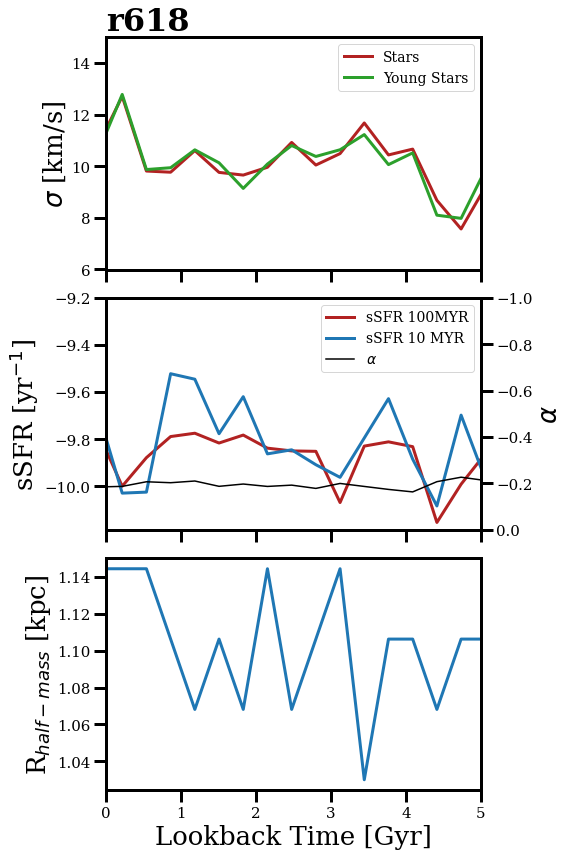 r618
σ [km/s]
14
12
10
8
6
Stars
Young Stars
sSFR [yr⁻¹]
−9.2
−9.4
−9.6
−9.8
−10.0
sSFR 100MYR
sSFR 10 MYR
α
−1.0
−0.8
−0.6
−0.4
−0.2
0.0
α
R_{half−mass} [kpc]
1.14
1.12
1.10
1.08
1.06
1.04
0 1 2 3 4 5
Lookback Time [Gyr]